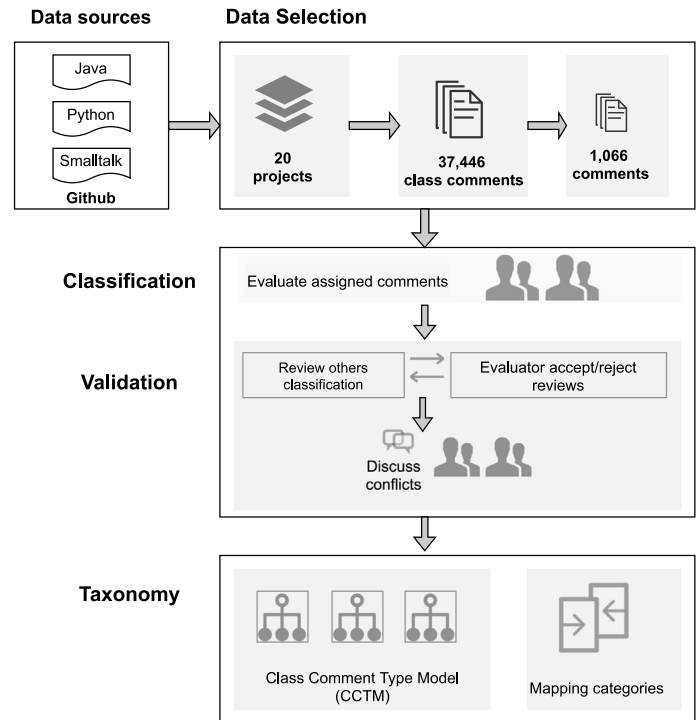 Data sources
Java
Python
Smalltalk
Github
Data Selection
20
projects
37,446
class comments
1,066
comments
Classification
Evaluate assigned comments
Validation
Review others
classification
Evaluator accept/reject
reviews
Discuss
conflicts
Taxonomy
Class Comment Type Model
(CCTM)
Mapping categories